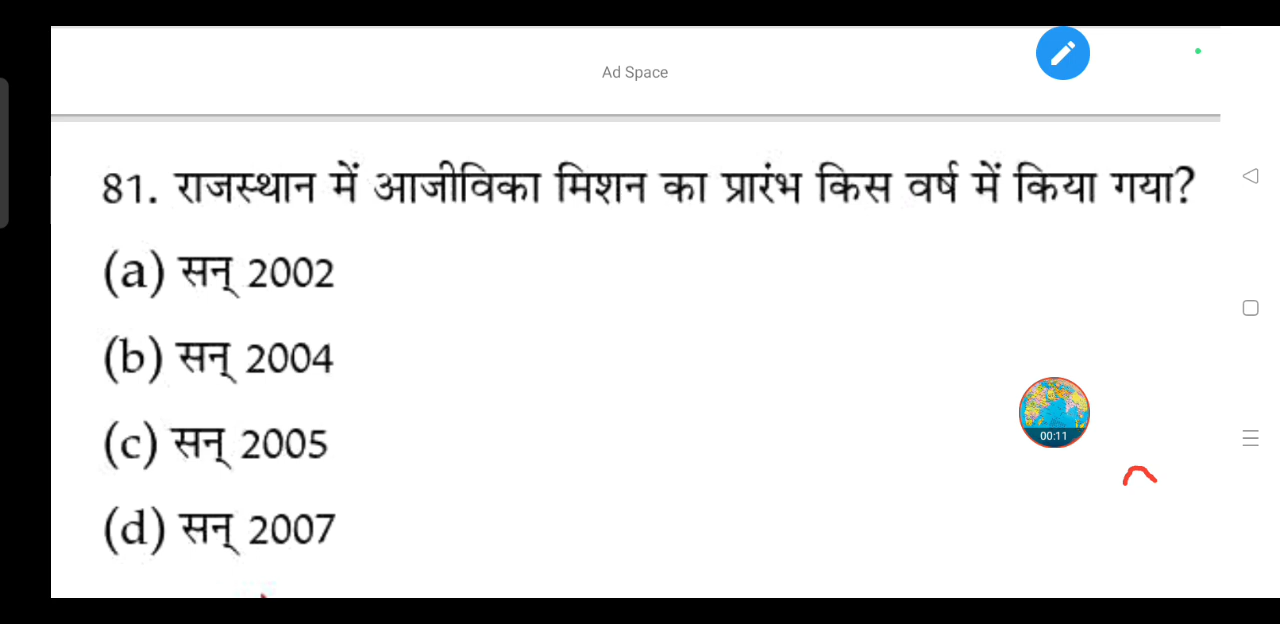 Ad Space
81. राजस्थान में आजीविका मिशन का प्रारंभ किस वर्ष में किया गया?
(a) सन् 2002
(b) सन् 2004
(c) सन् 2005
00:11
(d) सन् 2007